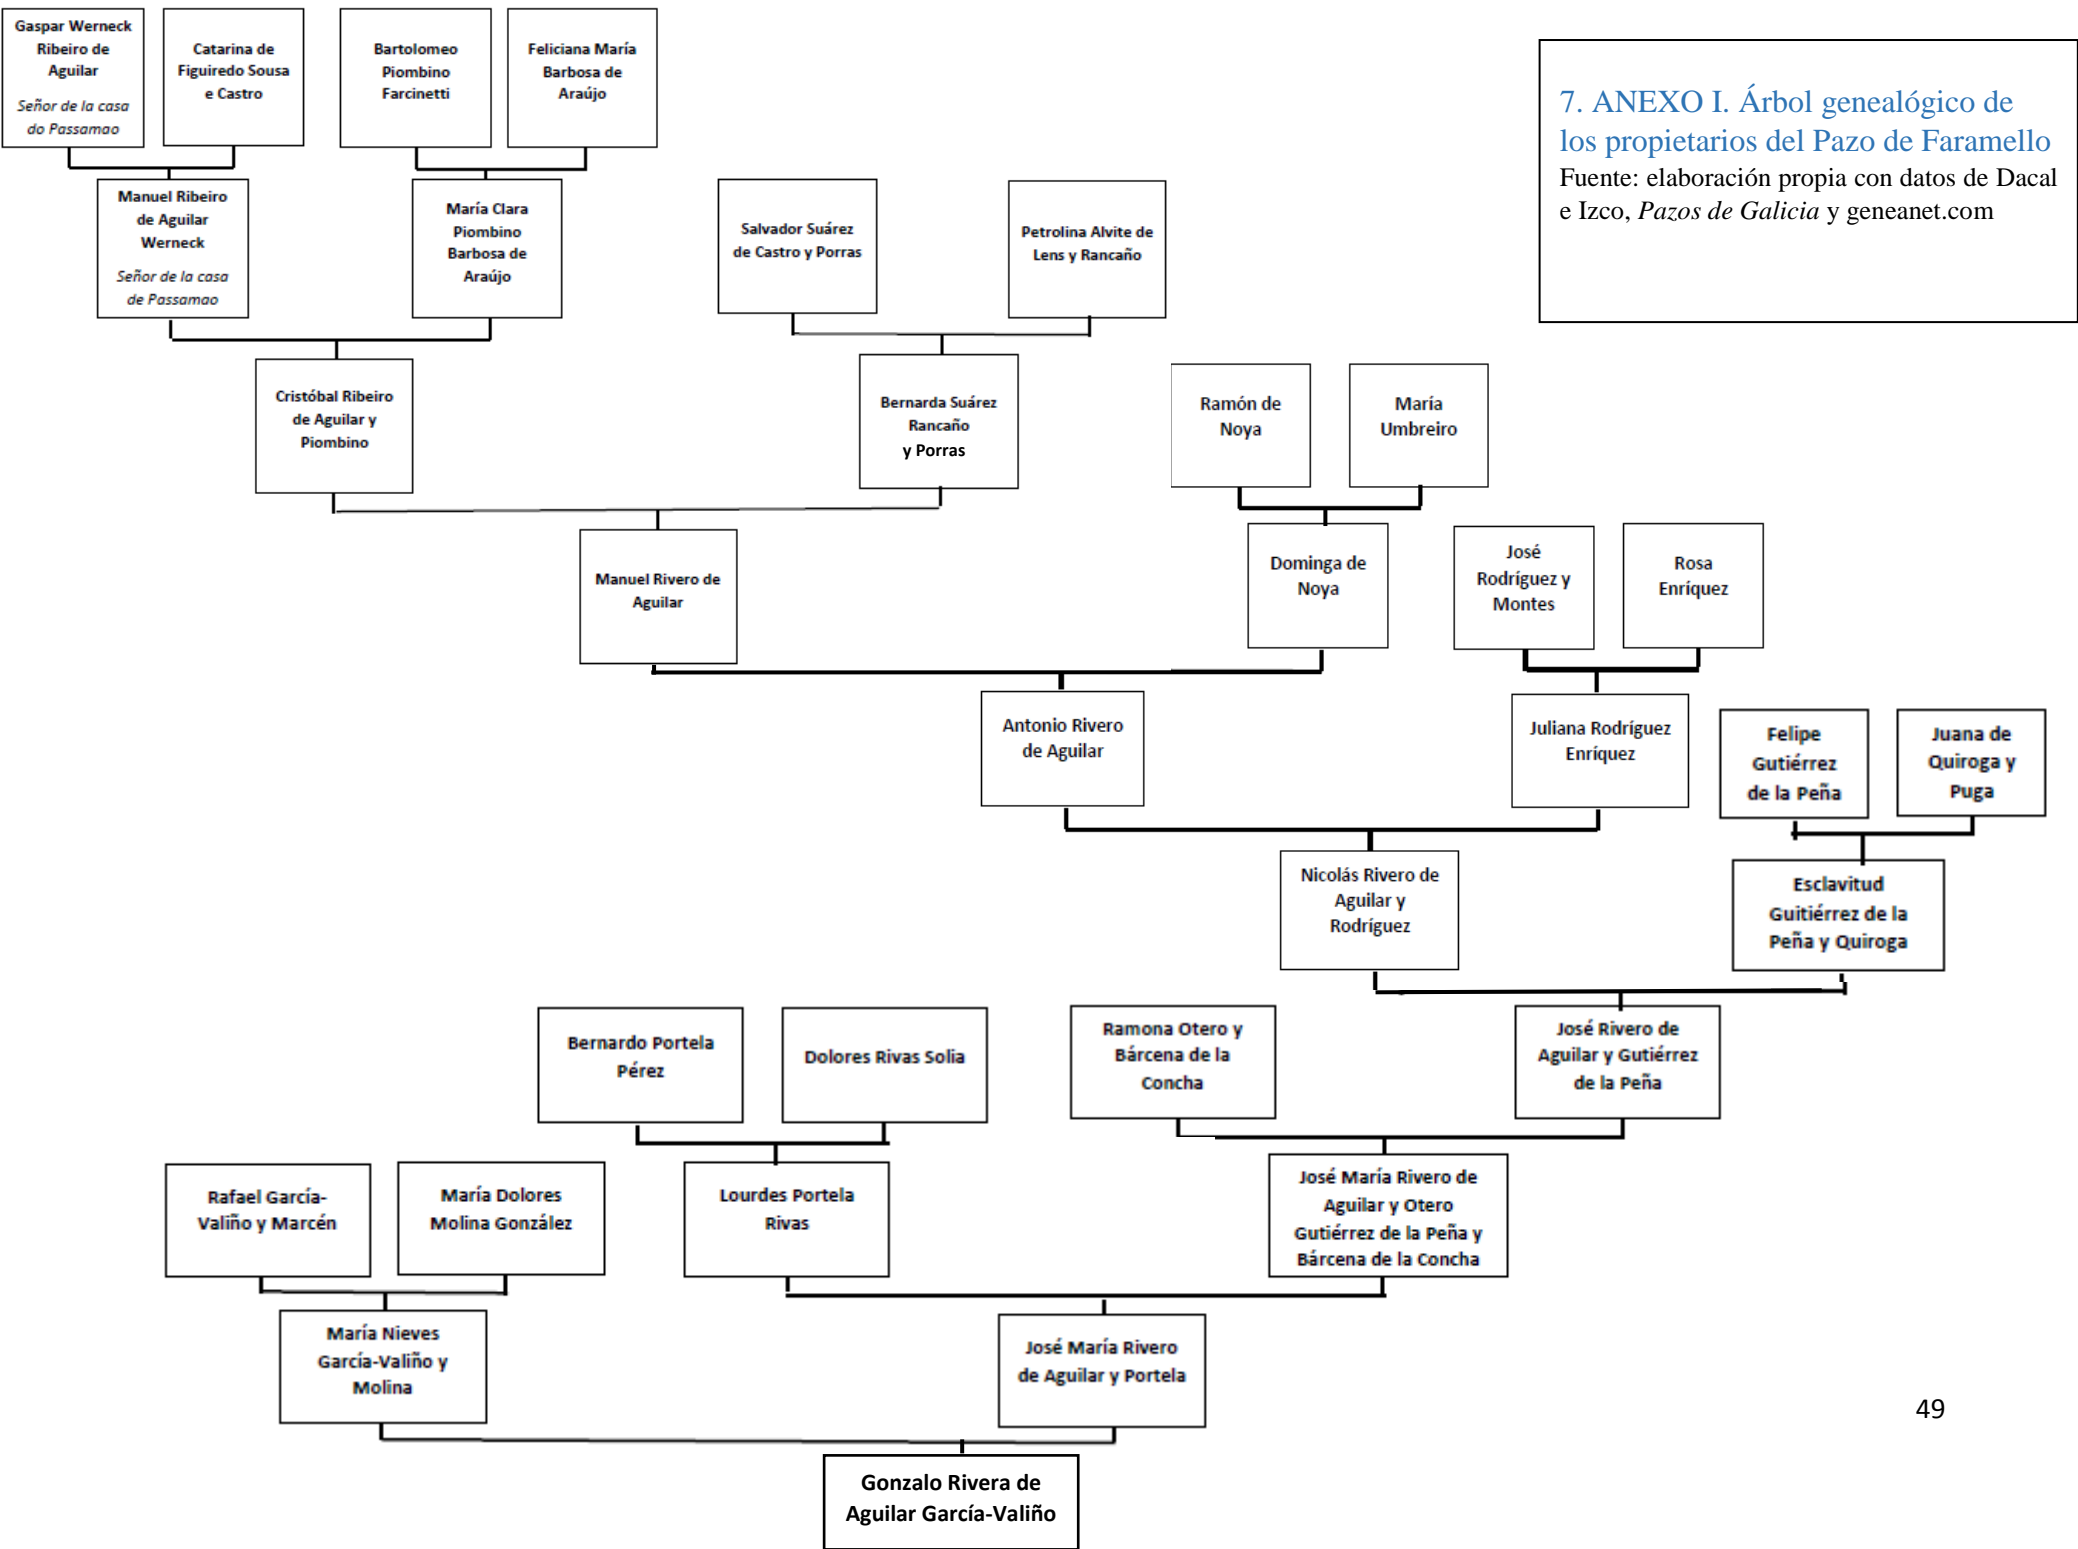 Gaspar Werneck
Ribeiro de
Aguilar
Señor de la casa
do Passamao
Catarina de
Figuiredo Sousa
e Castro
Bartolomeo
Piombino
Farcinetti
Feliciana María
Barbosa de
Araújo
7. ANEXO I. Árbol genealógico de
los propietarios del Pazo de Faramello
Fuente: elaboración propia con datos de Dacal
e Izco, Pazos de Galicia y geneanet.com
Manuel Ribeiro
de Aguilar
Werneck
Señor de la casa
de Passamao
María Clara
Piombino
Barbosa de
Araújo
Salvador Suárez
de Castro y Porras
Petrolina Alvite de
Lens y Rancaño
Cristóbal Ribeiro
de Aguilar y
Piombino
Bernarda Suárez
Rancaño
y Porras
Ramón de
Noya
María
Umbreiro
Manuel Rivero de
Aguilar
Dominga de
Noya
José
Rodríguez y
Montes
Rosa
Enríquez
Antonio Rivero
de Aguilar
Juliana Rodríguez
Enríquez
Felipe
Gutiérrez
de la Peña
Juana de
Quiroga y
Puga
Nicolás Rivero de
Aguilar y
Rodríguez
Esclavitud
Guitiérrez de la
Peña y Quiroga
Bernardo Portela
Pérez
Dolores Rivas Solia
Ramona Otero y
Bárcena de la
Concha
José Rivero de
Aguilar y Gutiérrez
de la Peña
Rafael García-
Valiño y Marcén
María Dolores
Molina González
Lourdes Portela
Rivas
José María Rivero de
Aguilar y Otero
Gutiérrez de la Peña y
Bárcena de la Concha
María Nieves
García-Valiño y
Molina
José María Rivero
de Aguilar y Portela
Gonzalo Rivera de
Aguilar García-Valiño
49